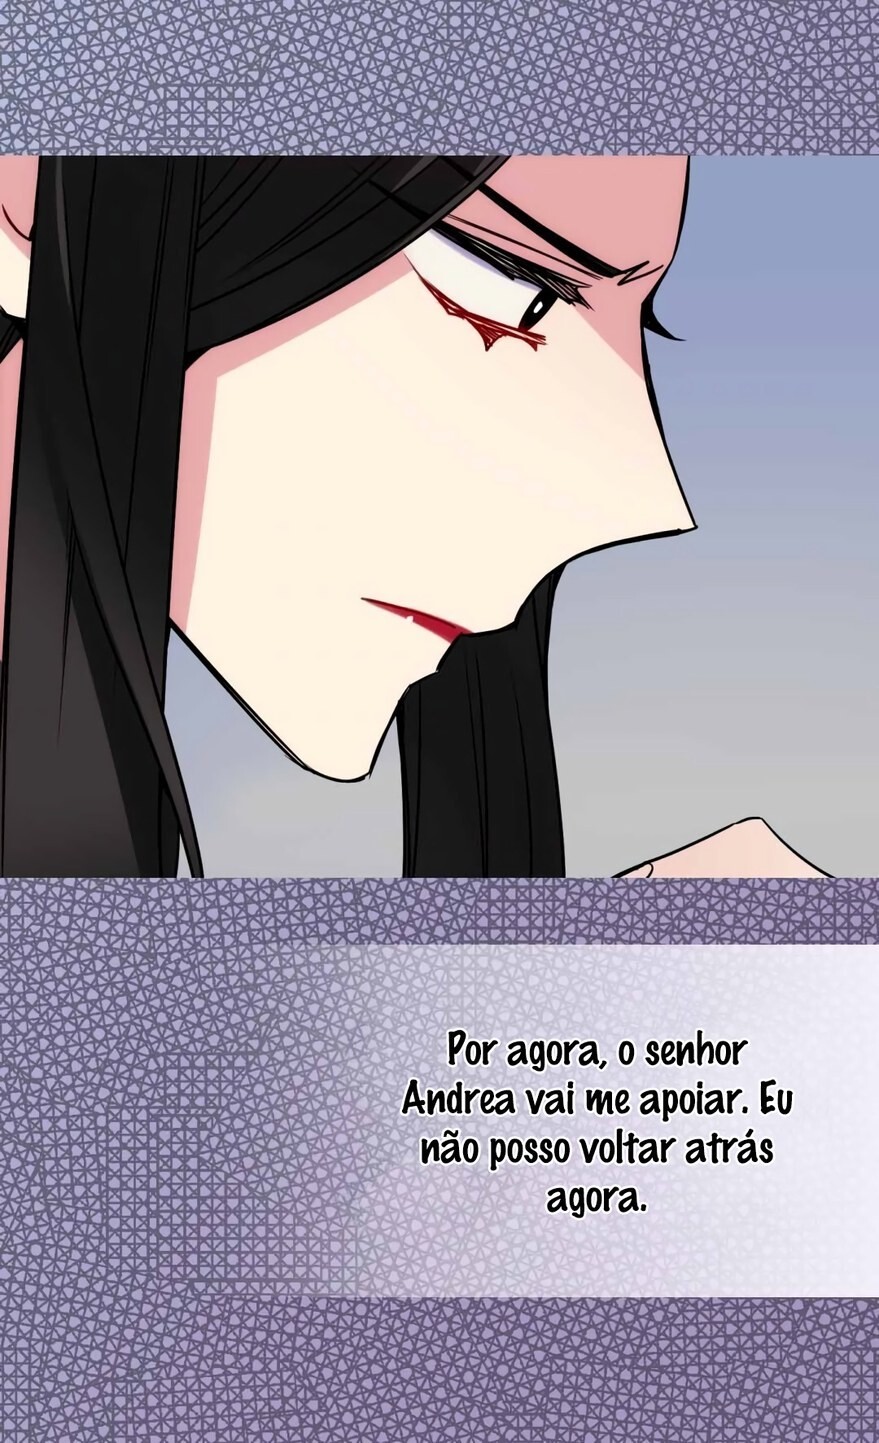 Por agora, o senhor
Andrea vai me apoiar. Eu
não posso voltar atrás
agora.